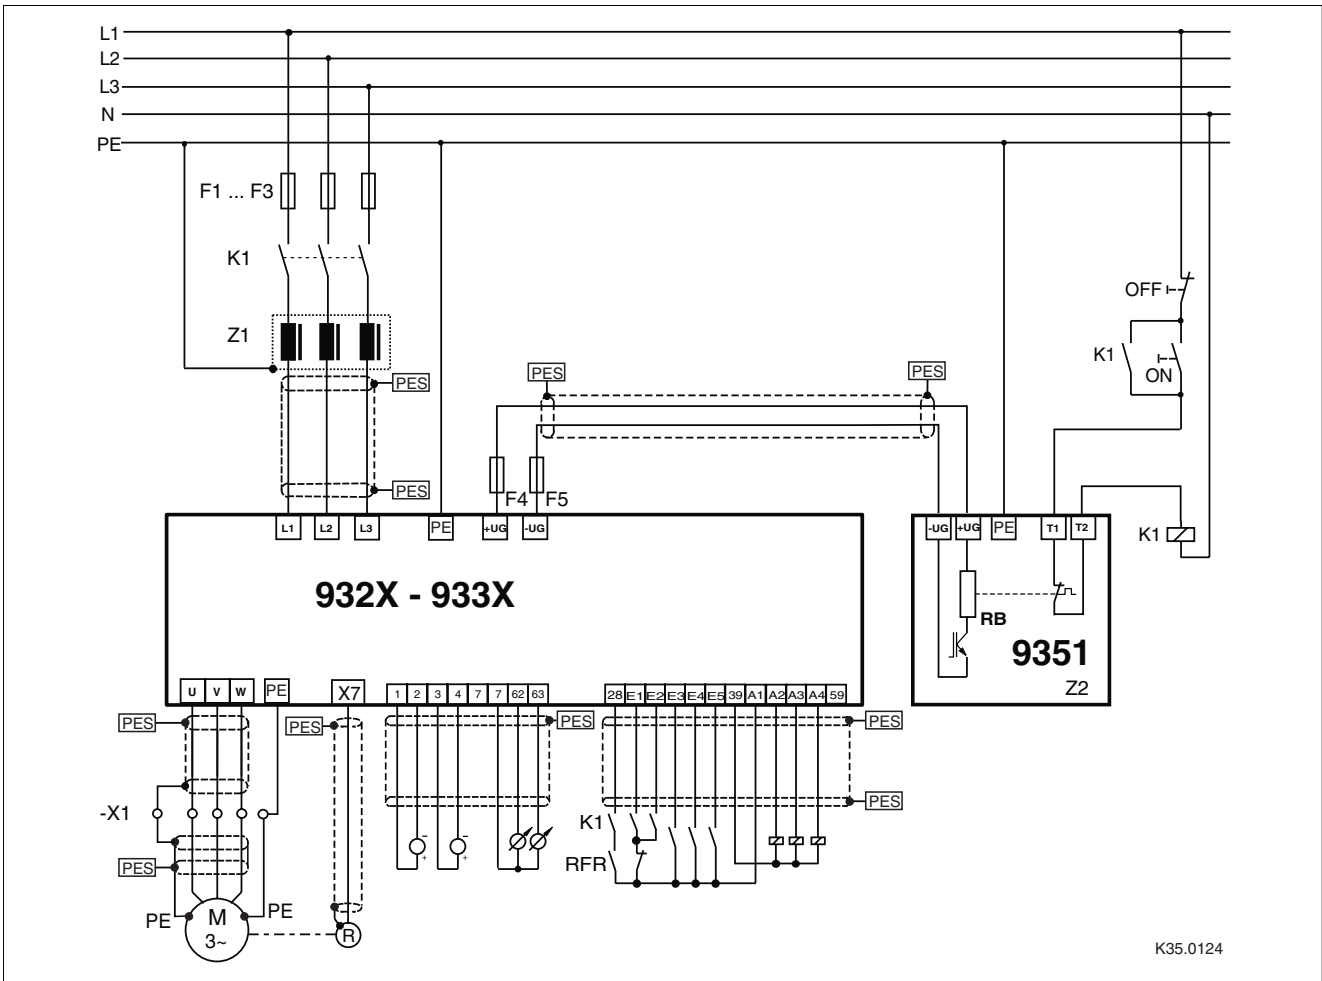 L1
L2
L3
N
PE
F1 ... F3
K1
OFF
Z1
K1
ON
PES
PES
PES
PES
F4
F5
L1 L2 L3 PE +UG -UG
-UG +UG PE T1 T2
K1
932X - 933X
RB
9351
Z2
U V W PE X7 1 2 3 4 7 7 62 63 28 E1 E2 E3 E4 E5 39 A1 A2 A3 A4 59
PES
PES
PES
PES
-X1
PES
K1
- +
- +
RFR
PES
PE
PE
M
3~
R
K35.0124